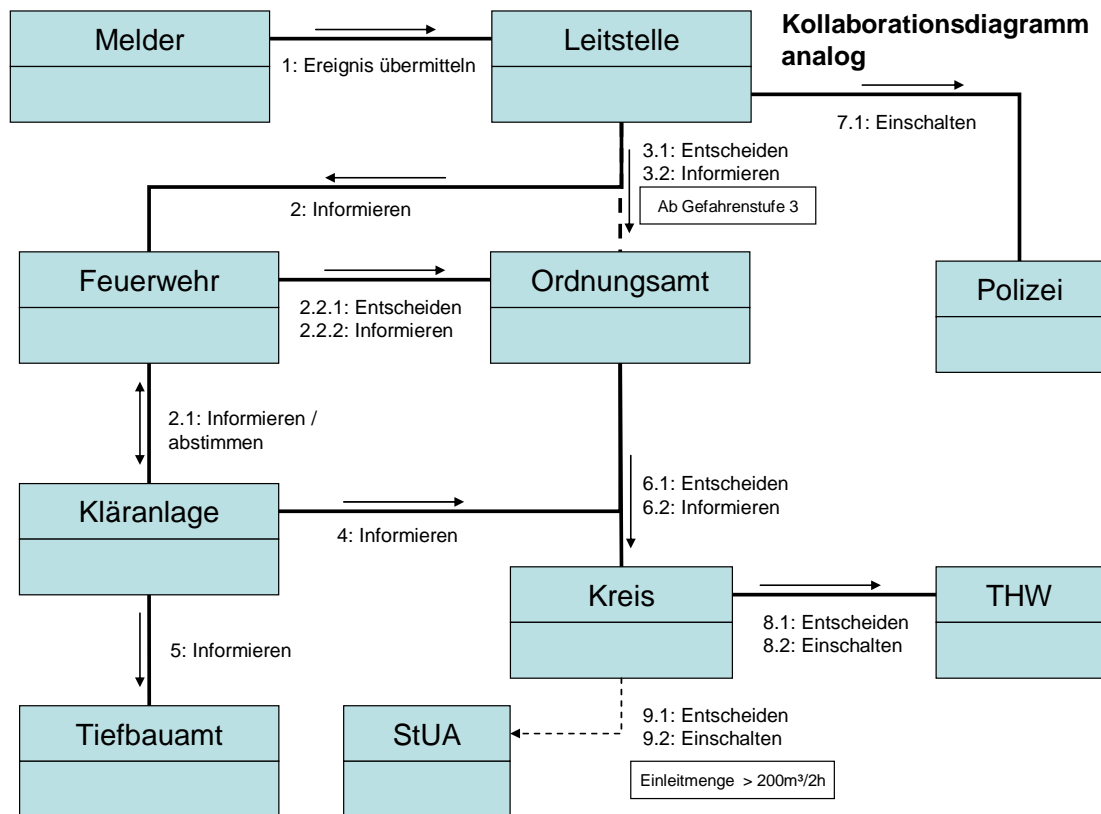 Melder
Leitstelle
Kollaborationsdiagramm
analog
1: Ereignis übermitteln
7.1: Einschalten
3.1: Entscheiden
3.2: Informieren
Ab Gefahrenstufe 3
2: Informieren
Feuerwehr
Ordnungsamt
Polizei
2.2.1: Entscheiden
2.2.2: Informieren
2.1: Informieren /
abstimmen
Kläranlage
4: Informieren
6.1: Entscheiden
6.2: Informieren
Kreis
THW
8.1: Entscheiden
8.2: Einschalten
5: Informieren
Tiefbauamt
StUA
9.1: Entscheiden
9.2: Einschalten
Einleitmenge > 200m³/2h